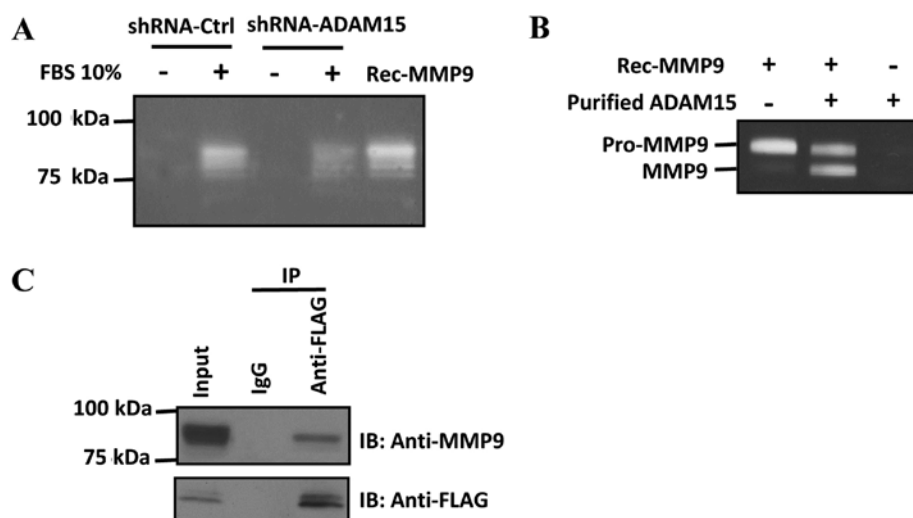 A
shRNA-Ctrl shRNA-ADAM15
FBS 10% - + - + Rec-MMP9
100 kDa
75 kDa
B
Rec-MMP9 + + -
Purified ADAM15 - + +
Pro-MMP9
MMP9
C
IP
Input IgG Anti-FLAG
100 kDa
75 kDa
IB: Anti-MMP9
IB: Anti-FLAG